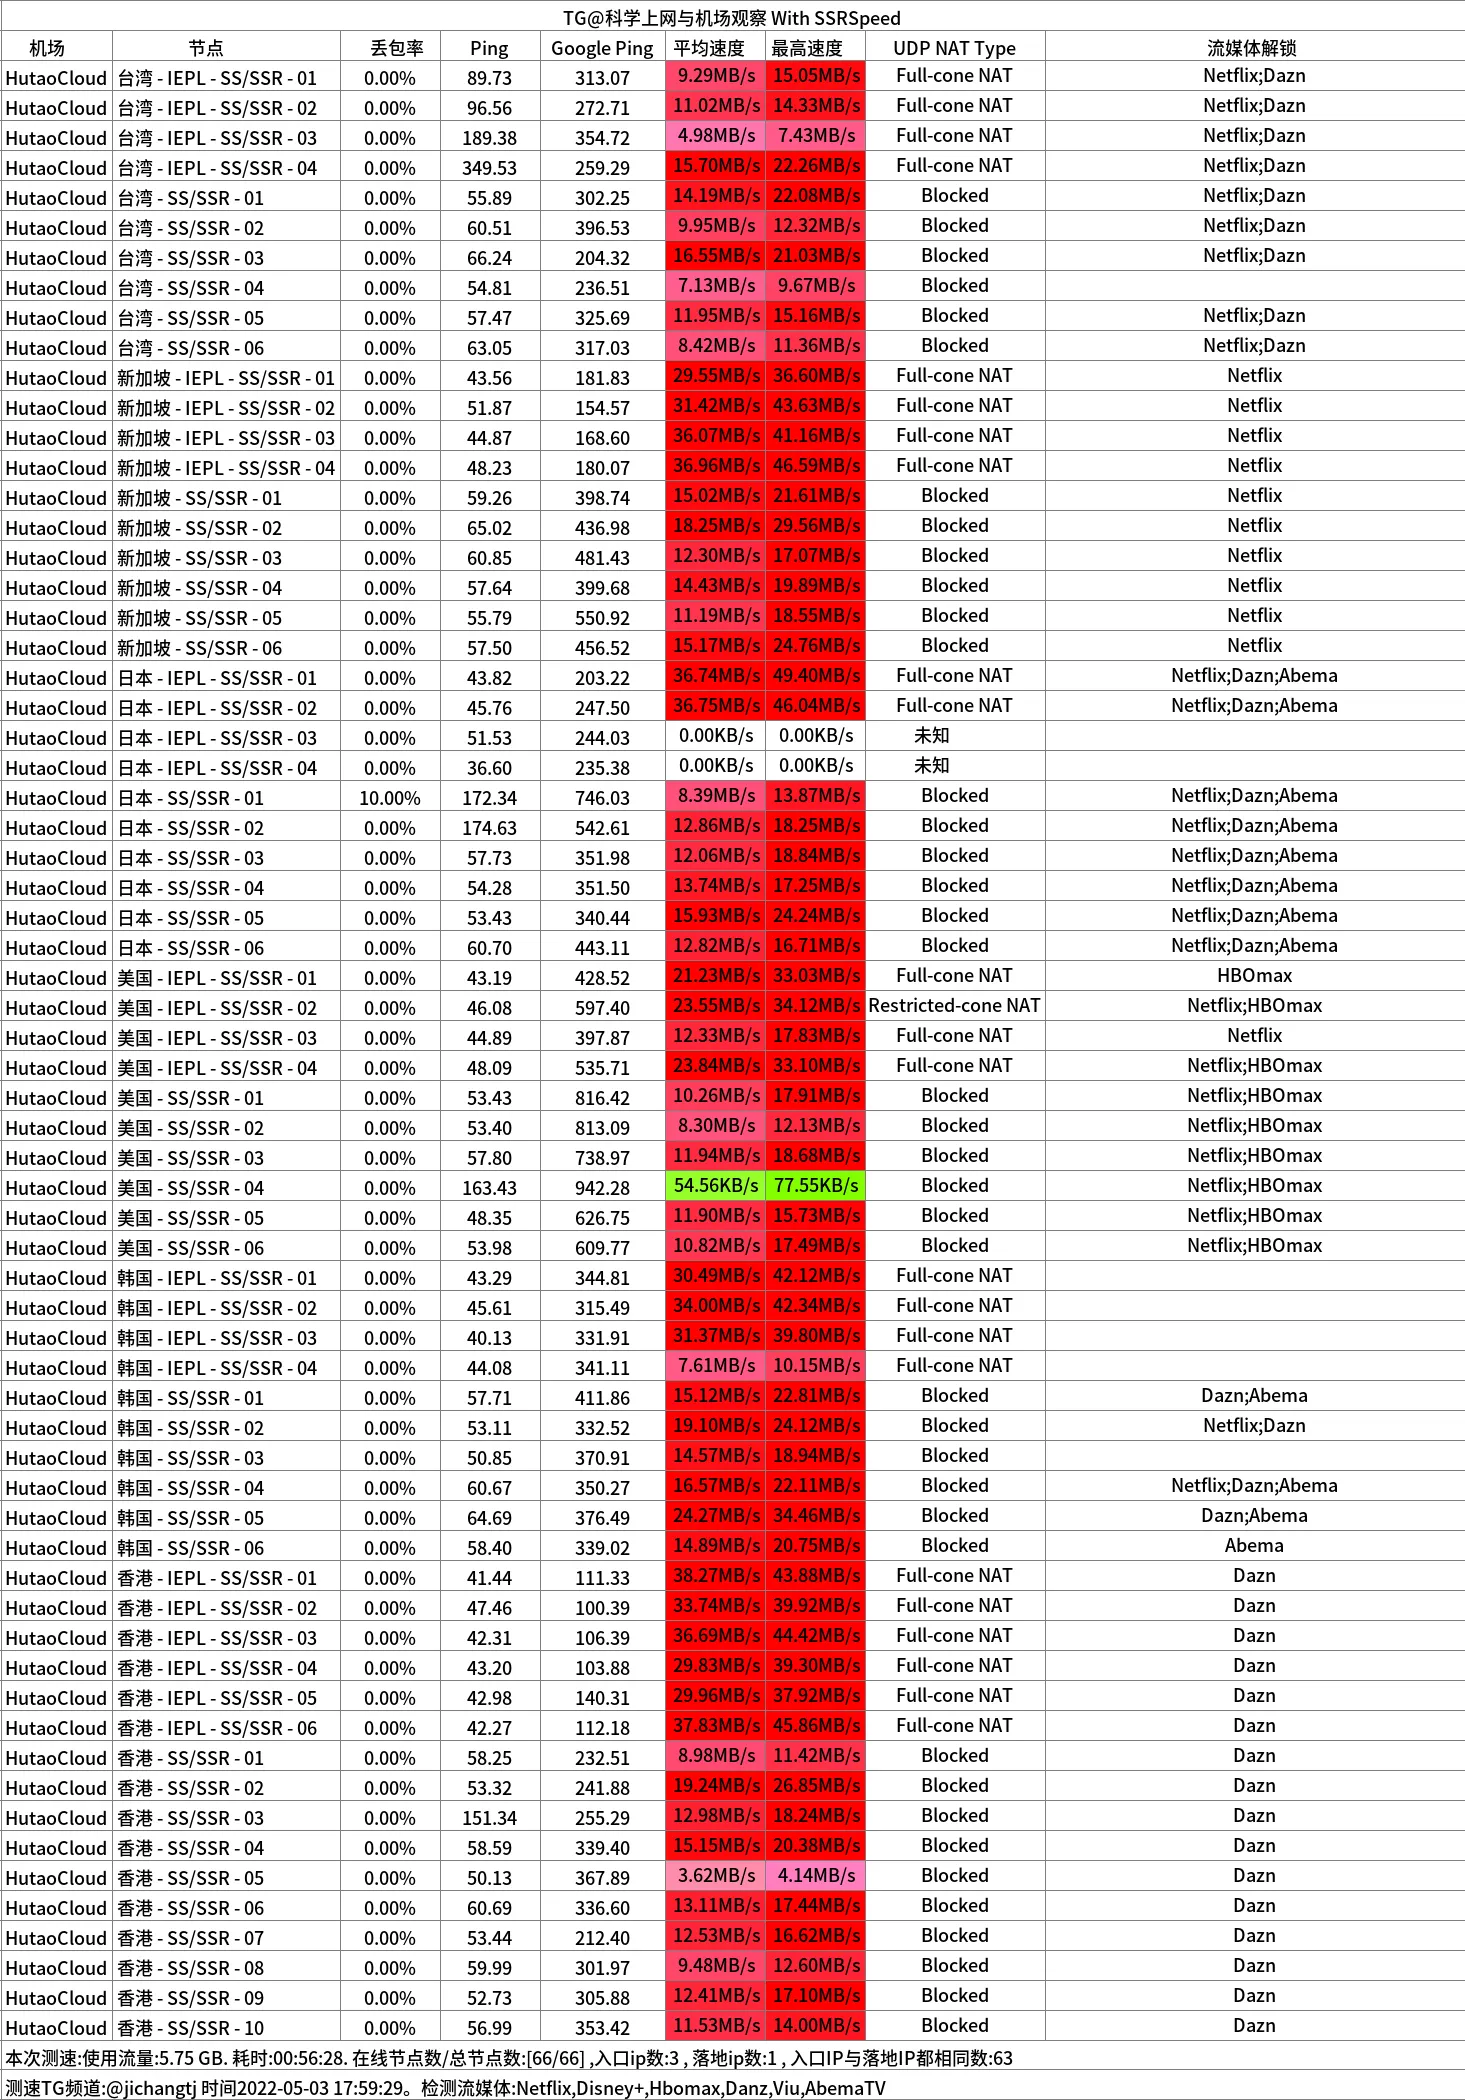 TG@科学上网与机场观察 With SSRSpeed
机场 节点 丢包率 Ping Google Ping 平均速度 最高速度 UDP NAT Type 流媒体解锁
HutaoCloud 台湾 - IEPL - SS/SSR - 01 0.00% 89.73 313.07 9.29MB/s 15.05MB/s Full-cone NAT Netflix;Dazn
HutaoCloud 台湾 - IEPL - SS/SSR - 02 0.00% 96.56 272.71 11.02MB/s 14.33MB/s Full-cone NAT Netflix;Dazn
HutaoCloud 台湾 - IEPL - SS/SSR - 03 0.00% 189.38 354.72 4.98MB/s 7.43MB/s Full-cone NAT Netflix;Dazn
HutaoCloud 台湾 - IEPL - SS/SSR - 04 0.00% 349.53 259.29 15.70MB/s 22.26MB/s Full-cone NAT Netflix;Dazn
HutaoCloud 台湾 - SS/SSR - 01 0.00% 55.89 302.25 14.19MB/s 22.08MB/s Blocked Netflix;Dazn
HutaoCloud 台湾 - SS/SSR - 02 0.00% 60.51 396.53 9.95MB/s 12.32MB/s Blocked Netflix;Dazn
HutaoCloud 台湾 - SS/SSR - 03 0.00% 66.24 204.32 16.55MB/s 21.03MB/s Blocked Netflix;Dazn
HutaoCloud 台湾 - SS/SSR - 04 0.00% 54.81 236.51 7.13MB/s 9.67MB/s Blocked
HutaoCloud 台湾 - SS/SSR - 05 0.00% 57.47 325.69 11.95MB/s 15.16MB/s Blocked Netflix;Dazn
HutaoCloud 台湾 - SS/SSR - 06 0.00% 63.05 317.03 8.42MB/s 11.36MB/s Blocked Netflix;Dazn
HutaoCloud 新加坡 - IEPL - SS/SSR - 01 0.00% 43.56 181.83 29.55MB/s 36.60MB/s Full-cone NAT Netflix
HutaoCloud 新加坡 - IEPL - SS/SSR - 02 0.00% 51.87 154.57 31.42MB/s 43.63MB/s Full-cone NAT Netflix
HutaoCloud 新加坡 - IEPL - SS/SSR - 03 0.00% 44.87 168.60 36.07MB/s 41.16MB/s Full-cone NAT Netflix
HutaoCloud 新加坡 - IEPL - SS/SSR - 04 0.00% 48.23 180.07 36.96MB/s 46.59MB/s Full-cone NAT Netflix
HutaoCloud 新加坡 - SS/SSR - 01 0.00% 59.26 398.74 15.02MB/s 21.61MB/s Blocked Netflix
HutaoCloud 新加坡 - SS/SSR - 02 0.00% 65.02 436.98 18.25MB/s 29.56MB/s Blocked Netflix
HutaoCloud 新加坡 - SS/SSR - 03 0.00% 60.85 481.43 12.30MB/s 17.07MB/s Blocked Netflix
HutaoCloud 新加坡 - SS/SSR - 04 0.00% 57.64 399.68 14.43MB/s 19.89MB/s Blocked Netflix
HutaoCloud 新加坡 - SS/SSR - 05 0.00% 55.79 550.92 11.19MB/s 18.55MB/s Blocked Netflix
HutaoCloud 新加坡 - SS/SSR - 06 0.00% 57.50 456.52 15.17MB/s 24.76MB/s Blocked Netflix
HutaoCloud 日本 - IEPL - SS/SSR - 01 0.00% 43.82 203.22 36.74MB/s 49.40MB/s Full-cone NAT Netflix;Dazn;Abema
HutaoCloud 日本 - IEPL - SS/SSR - 02 0.00% 45.76 247.50 36.75MB/s 46.04MB/s Full-cone NAT Netflix;Dazn;Abema
HutaoCloud 日本 - IEPL - SS/SSR - 03 0.00% 51.53 244.03 0.00KB/s 0.00KB/s 未知
HutaoCloud 日本 - IEPL - SS/SSR - 04 0.00% 36.60 235.38 0.00KB/s 0.00KB/s 未知
HutaoCloud 日本 - SS/SSR - 01 10.00% 172.34 746.03 8.39MB/s 13.87MB/s Blocked Netflix;Dazn;Abema
HutaoCloud 日本 - SS/SSR - 02 0.00% 174.63 542.61 12.86MB/s 18.25MB/s Blocked Netflix;Dazn;Abema
HutaoCloud 日本 - SS/SSR - 03 0.00% 57.73 351.98 12.06MB/s 18.84MB/s Blocked Netflix;Dazn;Abema
HutaoCloud 日本 - SS/SSR - 04 0.00% 54.28 351.50 13.74MB/s 17.25MB/s Blocked Netflix;Dazn;Abema
HutaoCloud 日本 - SS/SSR - 05 0.00% 53.43 340.44 15.93MB/s 24.24MB/s Blocked Netflix;Dazn;Abema
HutaoCloud 日本 - SS/SSR - 06 0.00% 60.70 443.11 12.82MB/s 16.71MB/s Blocked Netflix;Dazn;Abema
HutaoCloud 美国 - IEPL - SS/SSR - 01 0.00% 43.19 428.52 21.23MB/s 33.03MB/s Full-cone NAT HBOmax
HutaoCloud 美国 - IEPL - SS/SSR - 02 0.00% 46.08 597.40 23.55MB/s 34.12MB/s Restricted-cone NAT Netflix;HBOmax
HutaoCloud 美国 - IEPL - SS/SSR - 03 0.00% 44.89 397.87 12.33MB/s 17.83MB/s Full-cone NAT Netflix
HutaoCloud 美国 - IEPL - SS/SSR - 04 0.00% 48.09 535.71 23.84MB/s 33.10MB/s Full-cone NAT Netflix;HBOmax
HutaoCloud 美国 - SS/SSR - 01 0.00% 53.43 816.42 10.26MB/s 17.91MB/s Blocked Netflix;HBOmax
HutaoCloud 美国 - SS/SSR - 02 0.00% 53.40 813.09 8.30MB/s 12.13MB/s Blocked Netflix;HBOmax
HutaoCloud 美国 - SS/SSR - 03 0.00% 57.80 738.97 11.94MB/s 18.68MB/s Blocked Netflix;HBOmax
HutaoCloud 美国 - SS/SSR - 04 0.00% 163.43 942.28 54.56KB/s 77.55KB/s Blocked Netflix;HBOmax
HutaoCloud 美国 - SS/SSR - 05 0.00% 48.35 626.75 11.90MB/s 15.73MB/s Blocked Netflix;HBOmax
HutaoCloud 美国 - SS/SSR - 06 0.00% 53.98 609.77 10.82MB/s 17.49MB/s Blocked Netflix;HBOmax
HutaoCloud 韩国 - IEPL - SS/SSR - 01 0.00% 43.29 344.81 30.49MB/s 42.12MB/s Full-cone NAT
HutaoCloud 韩国 - IEPL - SS/SSR - 02 0.00% 45.61 315.49 34.00MB/s 42.34MB/s Full-cone NAT
HutaoCloud 韩国 - IEPL - SS/SSR - 03 0.00% 40.13 331.91 31.37MB/s 39.80MB/s Full-cone NAT
HutaoCloud 韩国 - IEPL - SS/SSR - 04 0.00% 44.08 341.11 7.61MB/s 10.15MB/s Full-cone NAT
HutaoCloud 韩国 - SS/SSR - 01 0.00% 57.71 411.86 15.12MB/s 22.81MB/s Blocked Dazn;Abema
HutaoCloud 韩国 - SS/SSR - 02 0.00% 53.11 332.52 19.10MB/s 24.12MB/s Blocked Netflix;Dazn
HutaoCloud 韩国 - SS/SSR - 03 0.00% 50.85 370.91 14.57MB/s 18.94MB/s Blocked
HutaoCloud 韩国 - SS/SSR - 04 0.00% 60.67 350.27 16.57MB/s 22.11MB/s Blocked Netflix;Dazn;Abema
HutaoCloud 韩国 - SS/SSR - 05 0.00% 64.69 376.49 24.27MB/s 34.46MB/s Blocked Dazn;Abema
HutaoCloud 韩国 - SS/SSR - 06 0.00% 58.40 339.02 14.89MB/s 20.75MB/s Blocked Abema
HutaoCloud 香港 - IEPL - SS/SSR - 01 0.00% 41.44 111.33 38.27MB/s 43.88MB/s Full-cone NAT Dazn
HutaoCloud 香港 - IEPL - SS/SSR - 02 0.00% 47.46 100.39 33.74MB/s 39.92MB/s Full-cone NAT Dazn
HutaoCloud 香港 - IEPL - SS/SSR - 03 0.00% 42.31 106.39 36.69MB/s 44.42MB/s Full-cone NAT Dazn
HutaoCloud 香港 - IEPL - SS/SSR - 04 0.00% 43.20 103.88 29.83MB/s 39.30MB/s Full-cone NAT Dazn
HutaoCloud 香港 - IEPL - SS/SSR - 05 0.00% 42.98 140.31 29.96MB/s 37.92MB/s Full-cone NAT Dazn
HutaoCloud 香港 - IEPL - SS/SSR - 06 0.00% 42.27 112.18 37.83MB/s 45.86MB/s Full-cone NAT Dazn
HutaoCloud 香港 - SS/SSR - 01 0.00% 58.25 232.51 8.98MB/s 11.42MB/s Blocked Dazn
HutaoCloud 香港 - SS/SSR - 02 0.00% 53.32 241.88 19.24MB/s 26.85MB/s Blocked Dazn
HutaoCloud 香港 - SS/SSR - 03 0.00% 151.34 255.29 12.98MB/s 18.24MB/s Blocked Dazn
HutaoCloud 香港 - SS/SSR - 04 0.00% 58.59 339.40 15.15MB/s 20.38MB/s Blocked Dazn
HutaoCloud 香港 - SS/SSR - 05 0.00% 50.13 367.89 3.62MB/s 4.14MB/s Blocked Dazn
HutaoCloud 香港 - SS/SSR - 06 0.00% 60.69 336.60 13.11MB/s 17.44MB/s Blocked Dazn
HutaoCloud 香港 - SS/SSR - 07 0.00% 53.44 212.40 12.53MB/s 16.62MB/s Blocked Dazn
HutaoCloud 香港 - SS/SSR - 08 0.00% 59.99 301.97 9.48MB/s 12.60MB/s Blocked Dazn
HutaoCloud 香港 - SS/SSR - 09 0.00% 52.73 305.88 12.41MB/s 17.10MB/s Blocked Dazn
HutaoCloud 香港 - SS/SSR - 10 0.00% 56.99 353.42 11.53MB/s 14.00MB/s Blocked Dazn
本次测速:使用流量:5.75 GB. 耗时:00:56:28. 在线节点数/总节点数:[66/66] ,入口ip数:3 , 落地ip数:1 , 入口IP与落地IP都相同数:63
测速TG频道:@jichangtj 时间2022-05-03 17:59:29。检测流媒体:Netflix,Disney+,Hbomax,Danz,Viu,AbemaTV